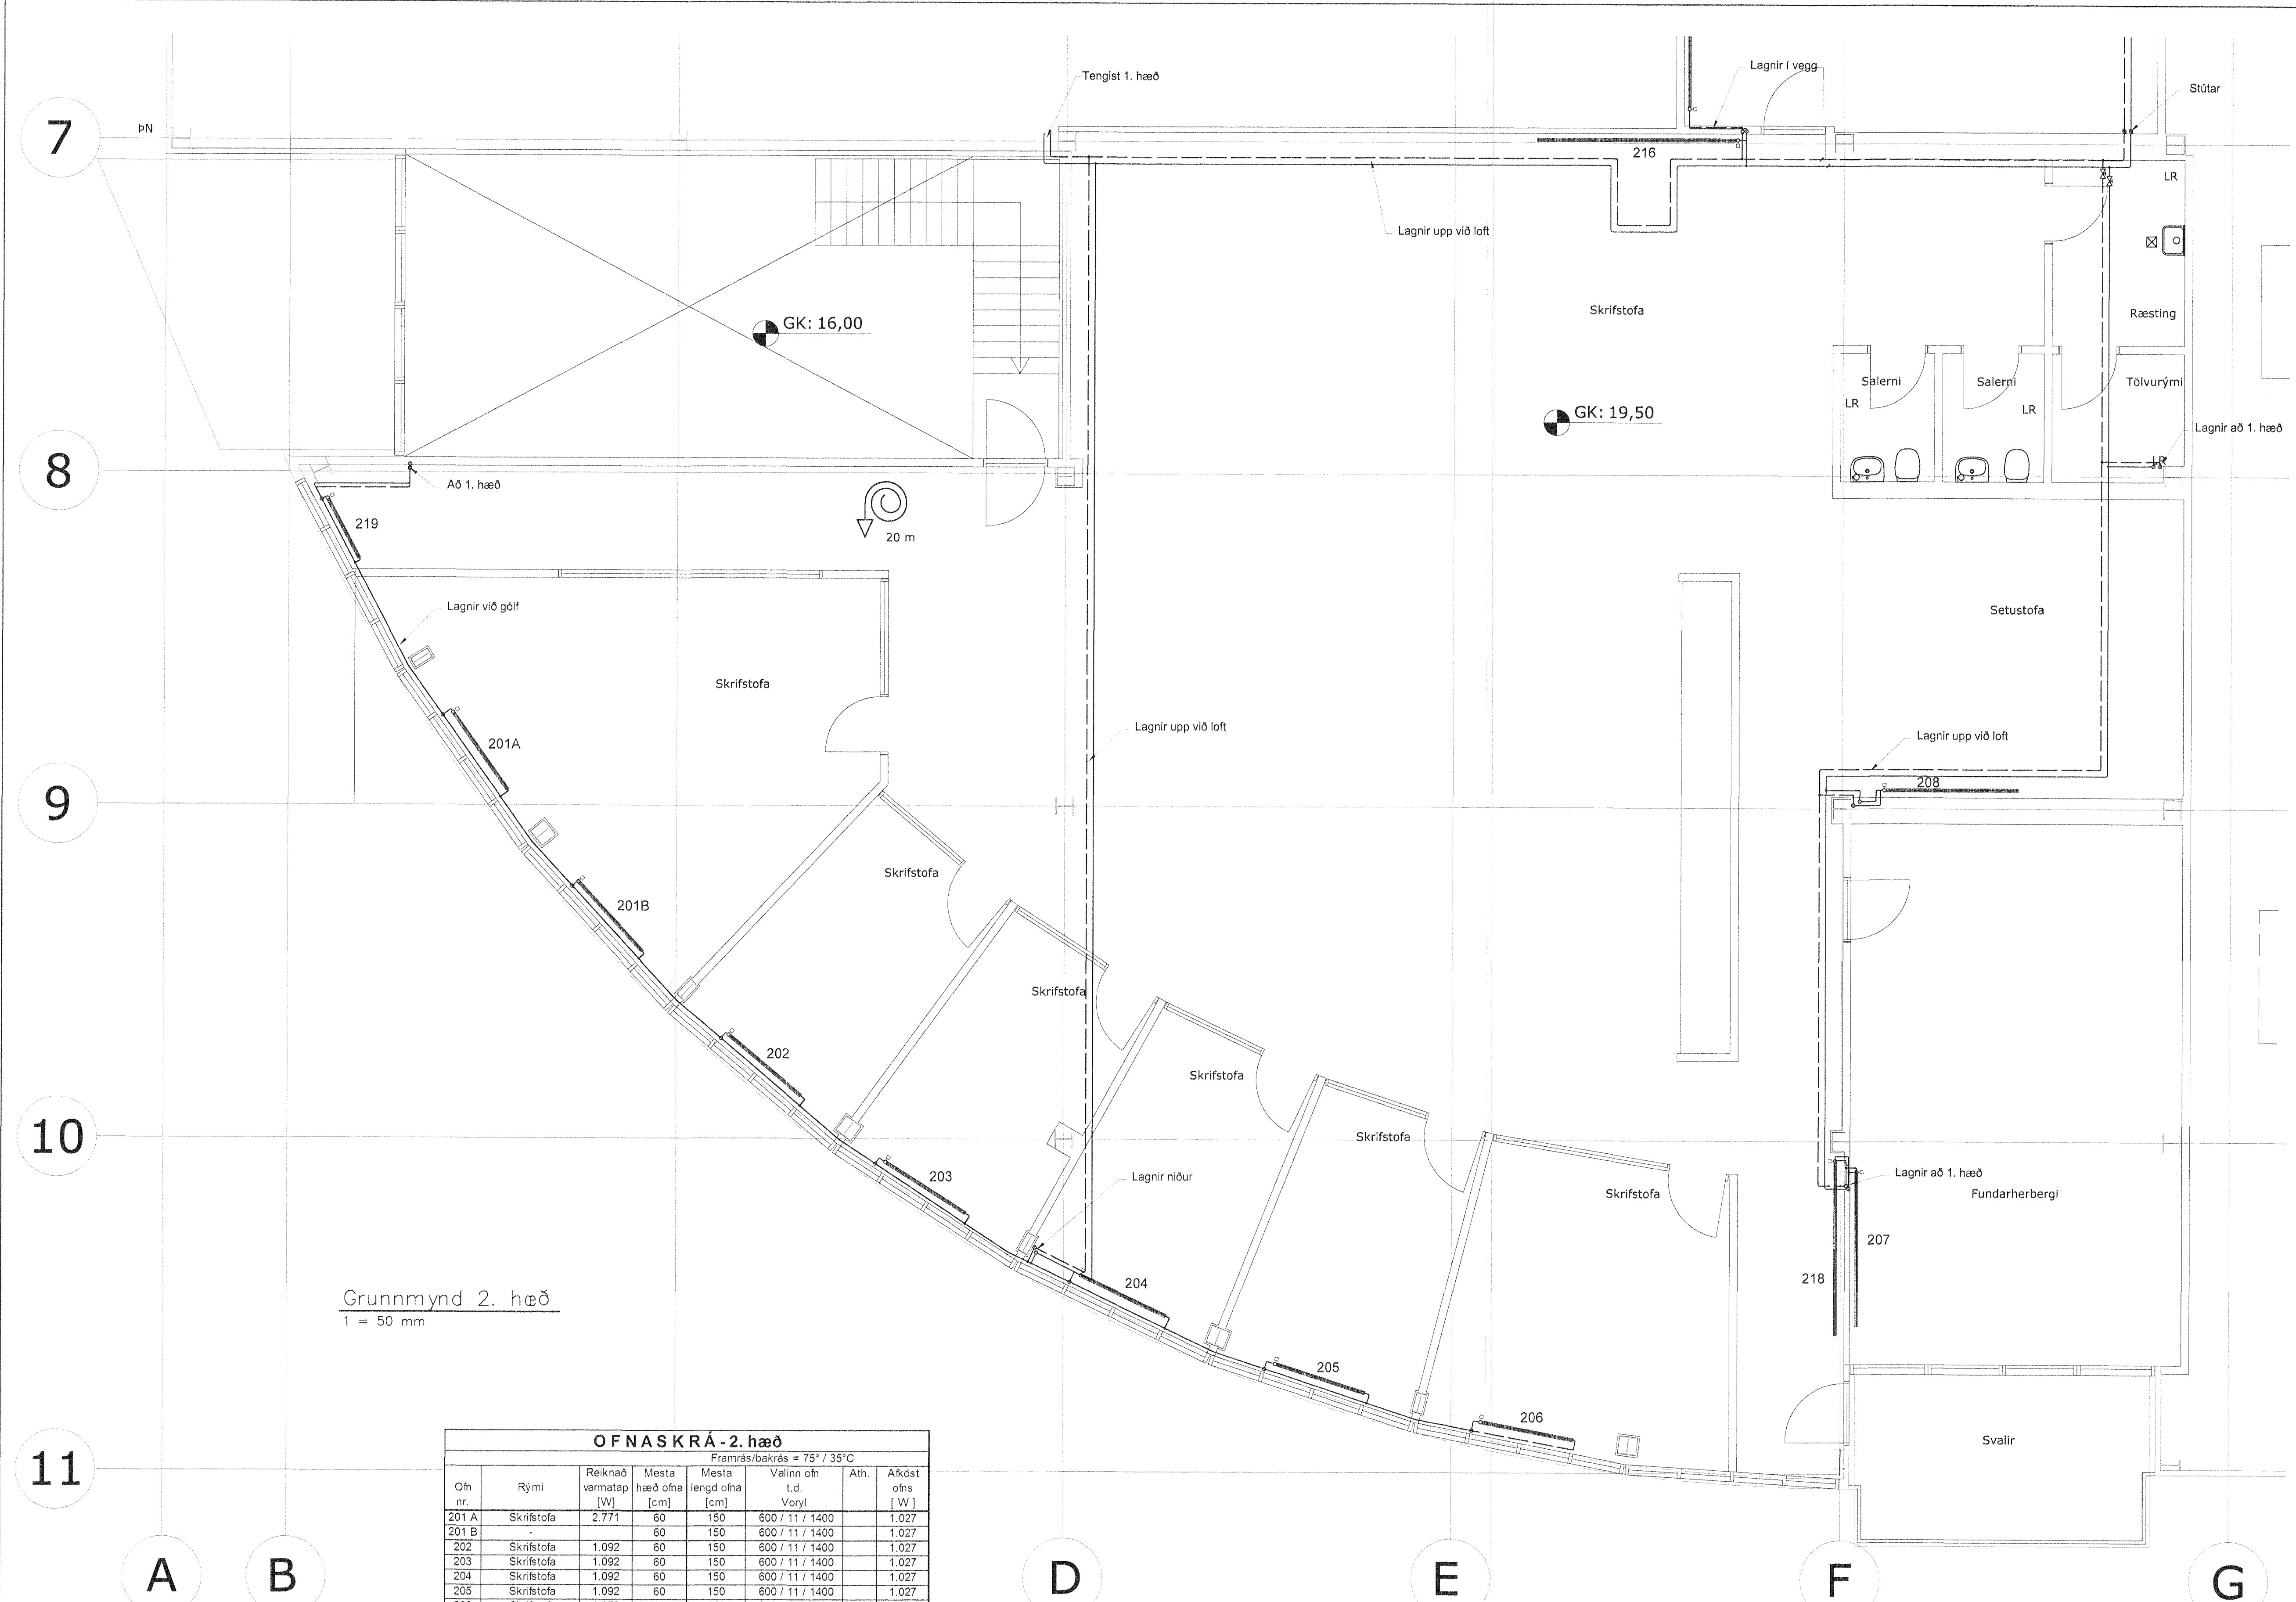 Tengist 1. hæð
Lagnir í vegg
Stútar
7
ÞN
216
LR
Lagnir upp við loft
Skrifstofa
Ræsting
GK: 16,00
GK: 19,50
Salerni
Salerni
Tölvurými
LR
LR
Lagnir að 1. hæð
LR
8
Að 1. hæð
219
20 m
Lagnir við gólf
Setustofa
Skrifstofa
201A
Lagnir upp við loft
Lagnir upp við loft
208
9
Skrifstofa
201B
Skrifstofa
202
Skrifstofa
10
Skrifstofa
203
Lagnir niður
Skrifstofa
Lagnir að 1. hæð
Fundarherbergi
207
218
204
Grunnmynd 2. hæð
1 = 50 mm
205
206
Svalir
11
OFNASKRÁ - 2. hæð
Framrás/bakrás = 75° / 35°C
Ofn nr. Rými Reiknað varmatap [W] Mesta hæð ofna [cm] Mesta lengd ofna [cm] Valinn ofn t.d. Voryl Ath. Afköst ofns [ W ]
201 A Skrifstofa 2.771 60 150 600 / 11 / 1400 1.027
201 B - 60 150 600 / 11 / 1400 1.027
202 Skrifstofa 1.092 60 150 600 / 11 / 1400 1.027
203 Skrifstofa 1.092 60 150 600 / 11 / 1400 1.027
204 Skrifstofa 1.092 60 150 600 / 11 / 1400 1.027
205 Skrifstofa 1.092 60 150 600 / 11 / 1400 1.027
A
B
D
E
F
G